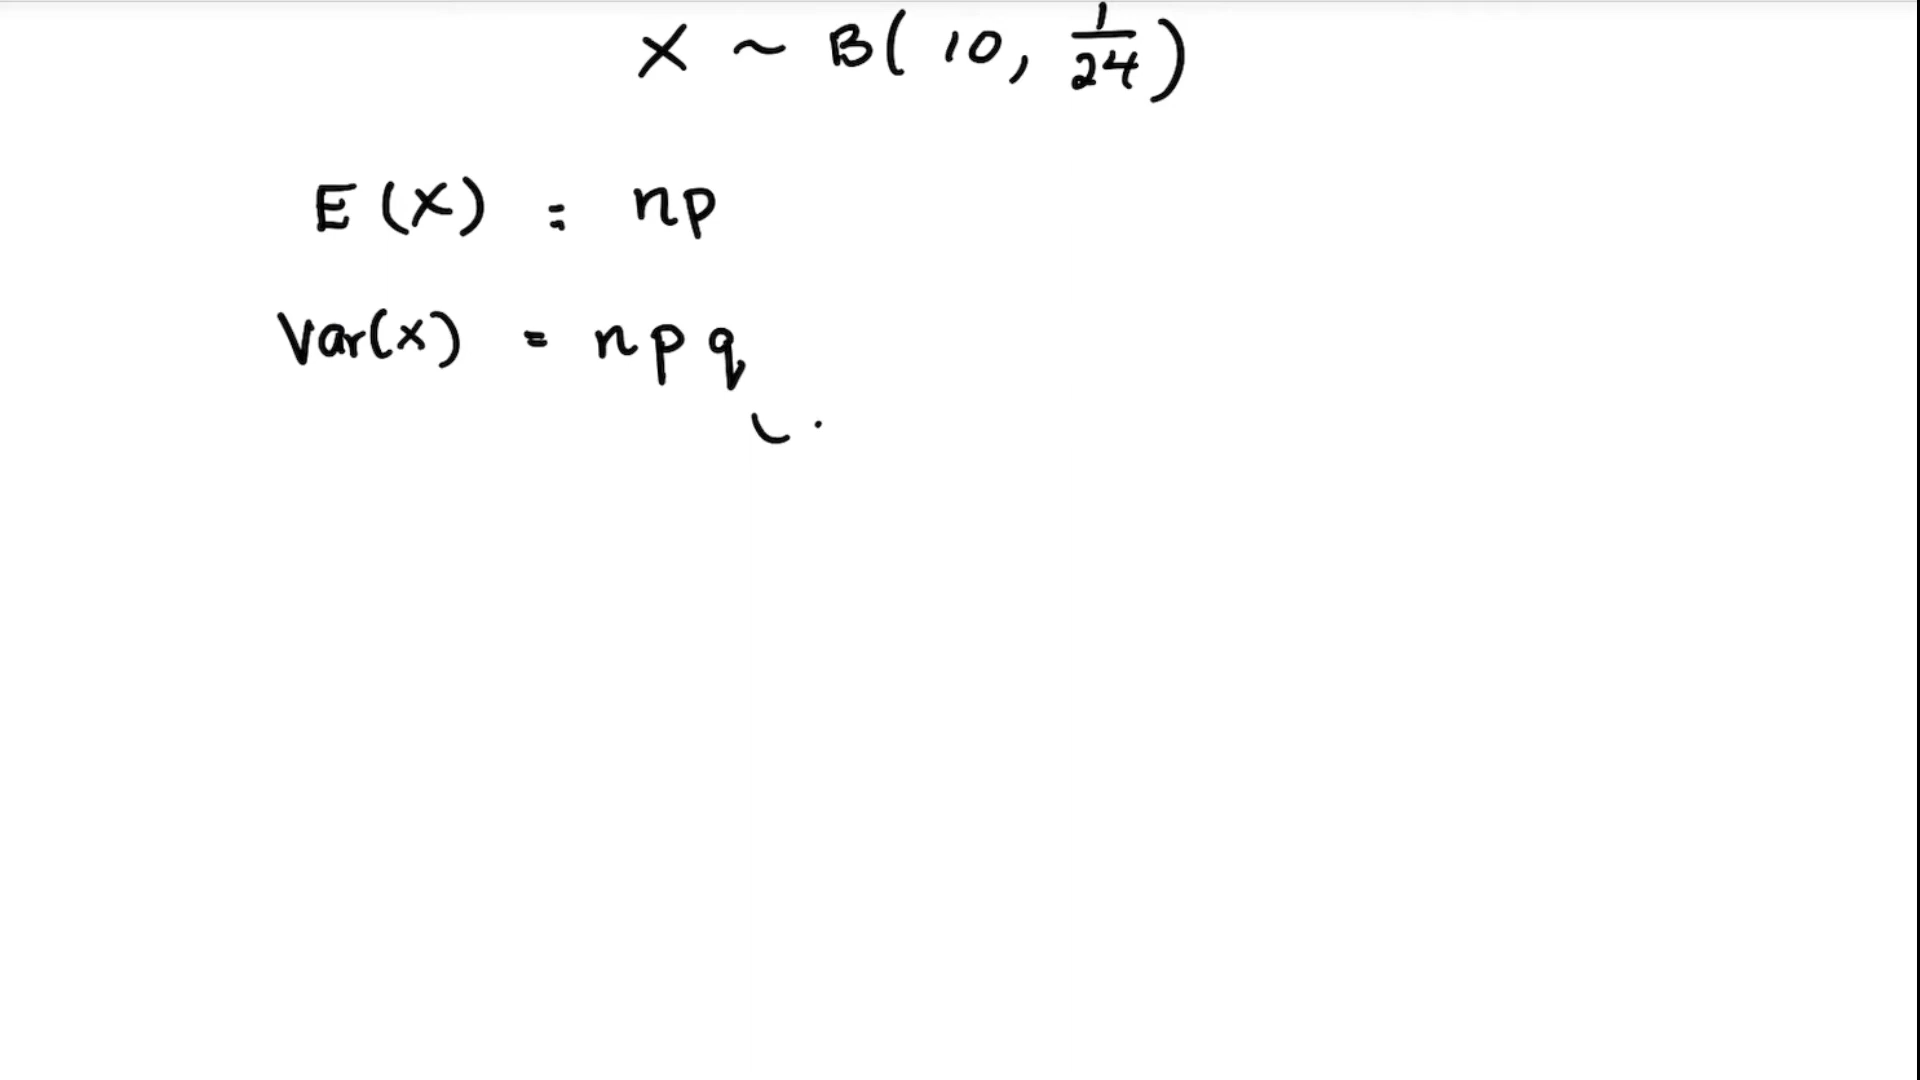 X ~ B( 10, 1/24 )
E (X) = np
Var(x) = npq